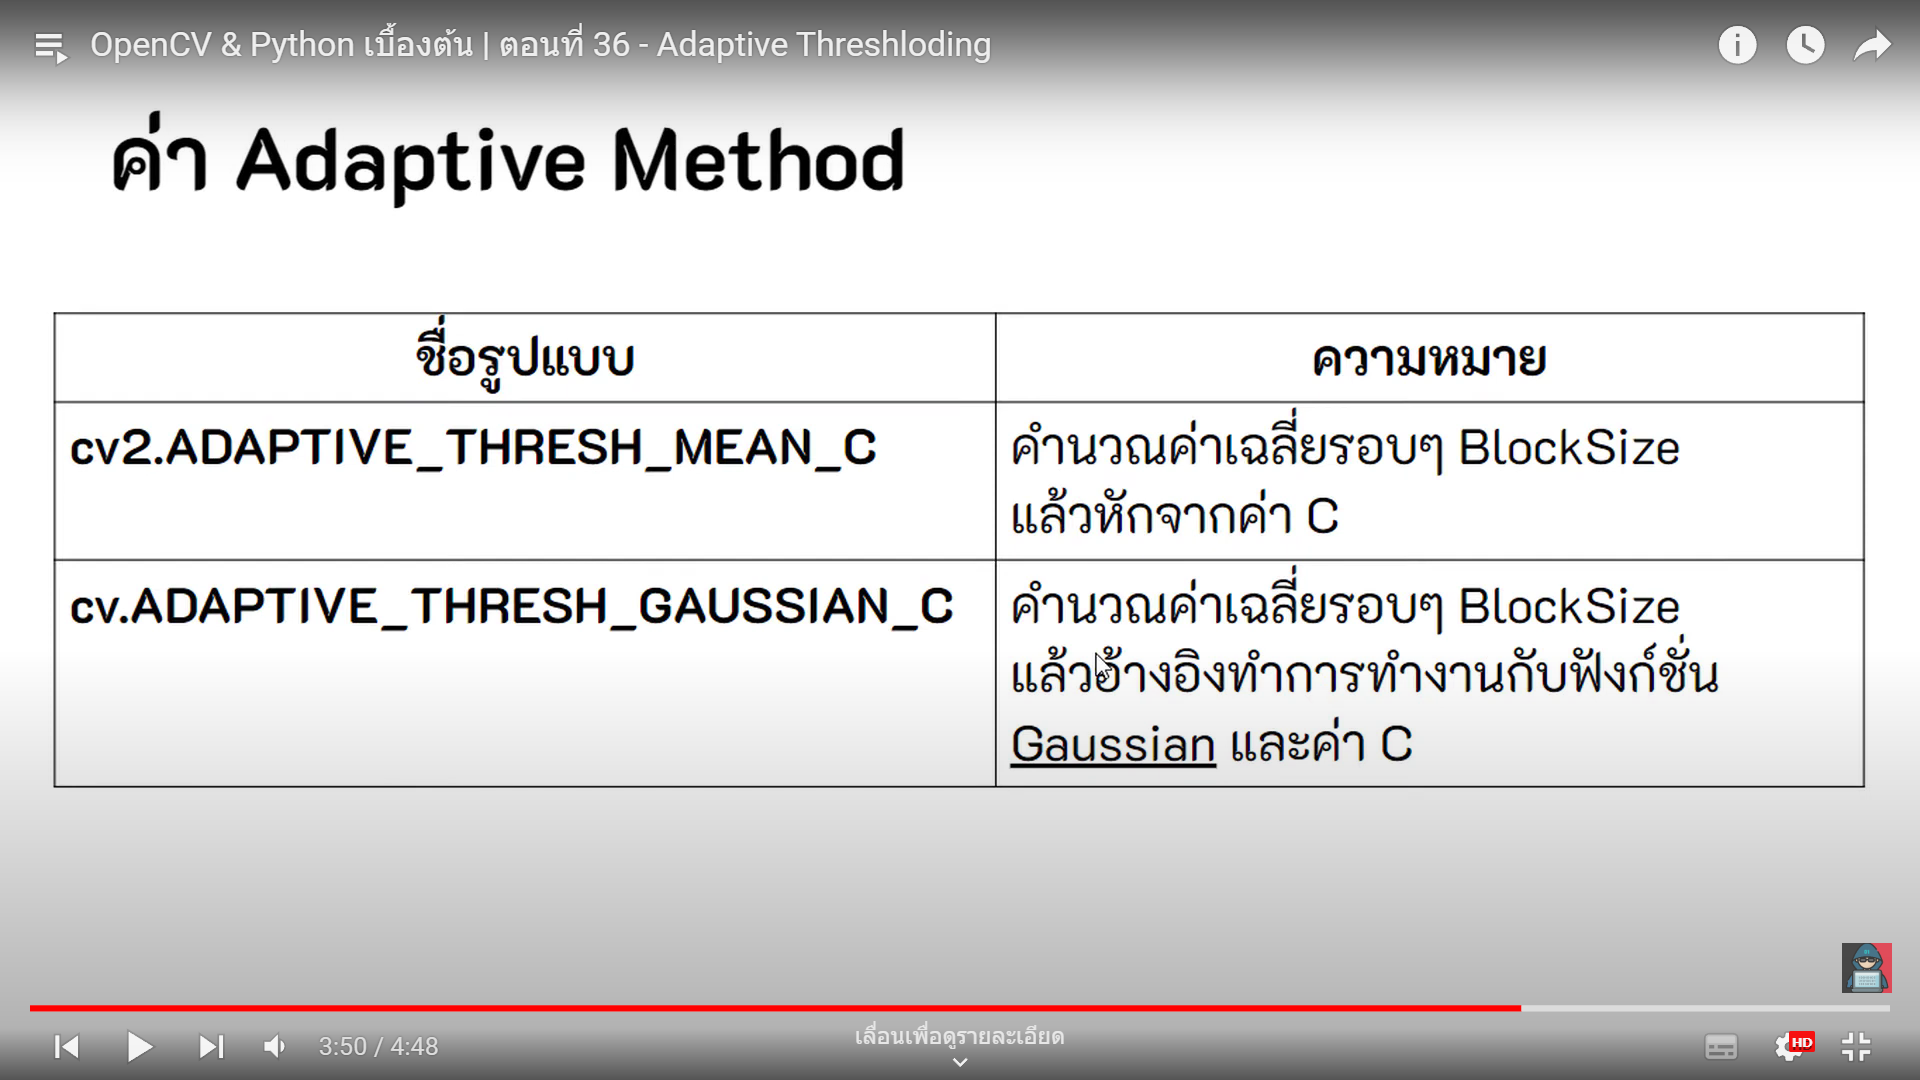 OpenCV & Python เบื้องต้น | ตอนที่ 36 - Adaptive Threshloding
ค่า Adaptive Method
ชื่อรูปแบบ
ความหมาย
cv2.ADAPTIVE_THRESH_MEAN_C
คำนวณค่าเฉลี่ยรอบๆ BlockSize
แล้วหักจากค่า C
cv.ADAPTIVE_THRESH_GAUSSIAN_C
คำนวณค่าเฉลี่ยรอบๆ BlockSize
แล้วอ้างอิงทำการทำงานกับฟังก์ชั่น
Gaussian และค่า C
3:50 / 4:48
เลื่อนเพื่อดูรายละเอียด
HD